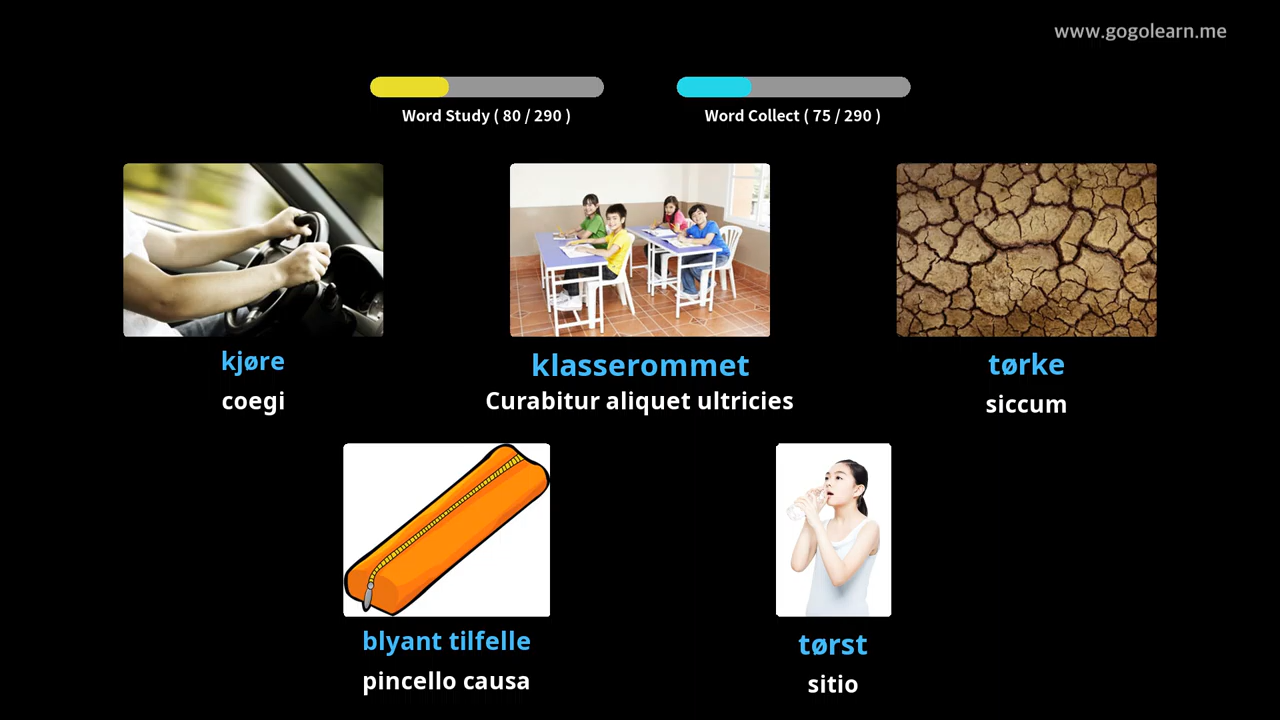 www.gogolearn.me
Word Study ( 80 / 290 )
Word Collect ( 75 / 290 )
kjøre
coegi
klasserommet
Curabitur aliquet ultricies
tørke
siccum
blyant tilfelle
pincello causa
tørst
sitio